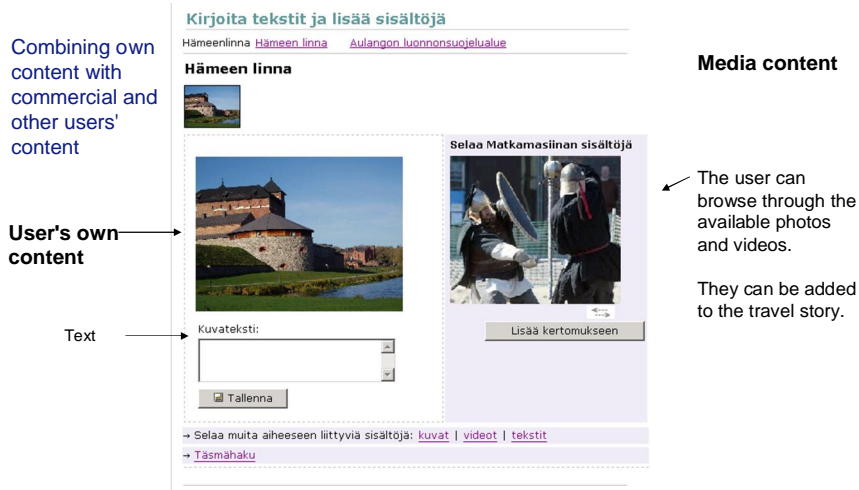 Kirjoita tekstit ja lisää sisältöjä
Hämeenlinna Hämeen linna Aulangon luonnonsuojelualue
Hämeen linna
Combining own
content with
commercial and
other users'
content
Media content
Selaa Matkamasiinan sisältöjä
User's own
content
The user can
browse through the
available photos
and videos.
They can be added
to the travel story.
Text
Kuvateksti:
Lisää kertomukseen
Tallenna
→ Selaa muita aiheeseen liittyviä sisältöjä: kuvat | videot | tekstit
→ Täsmähaku